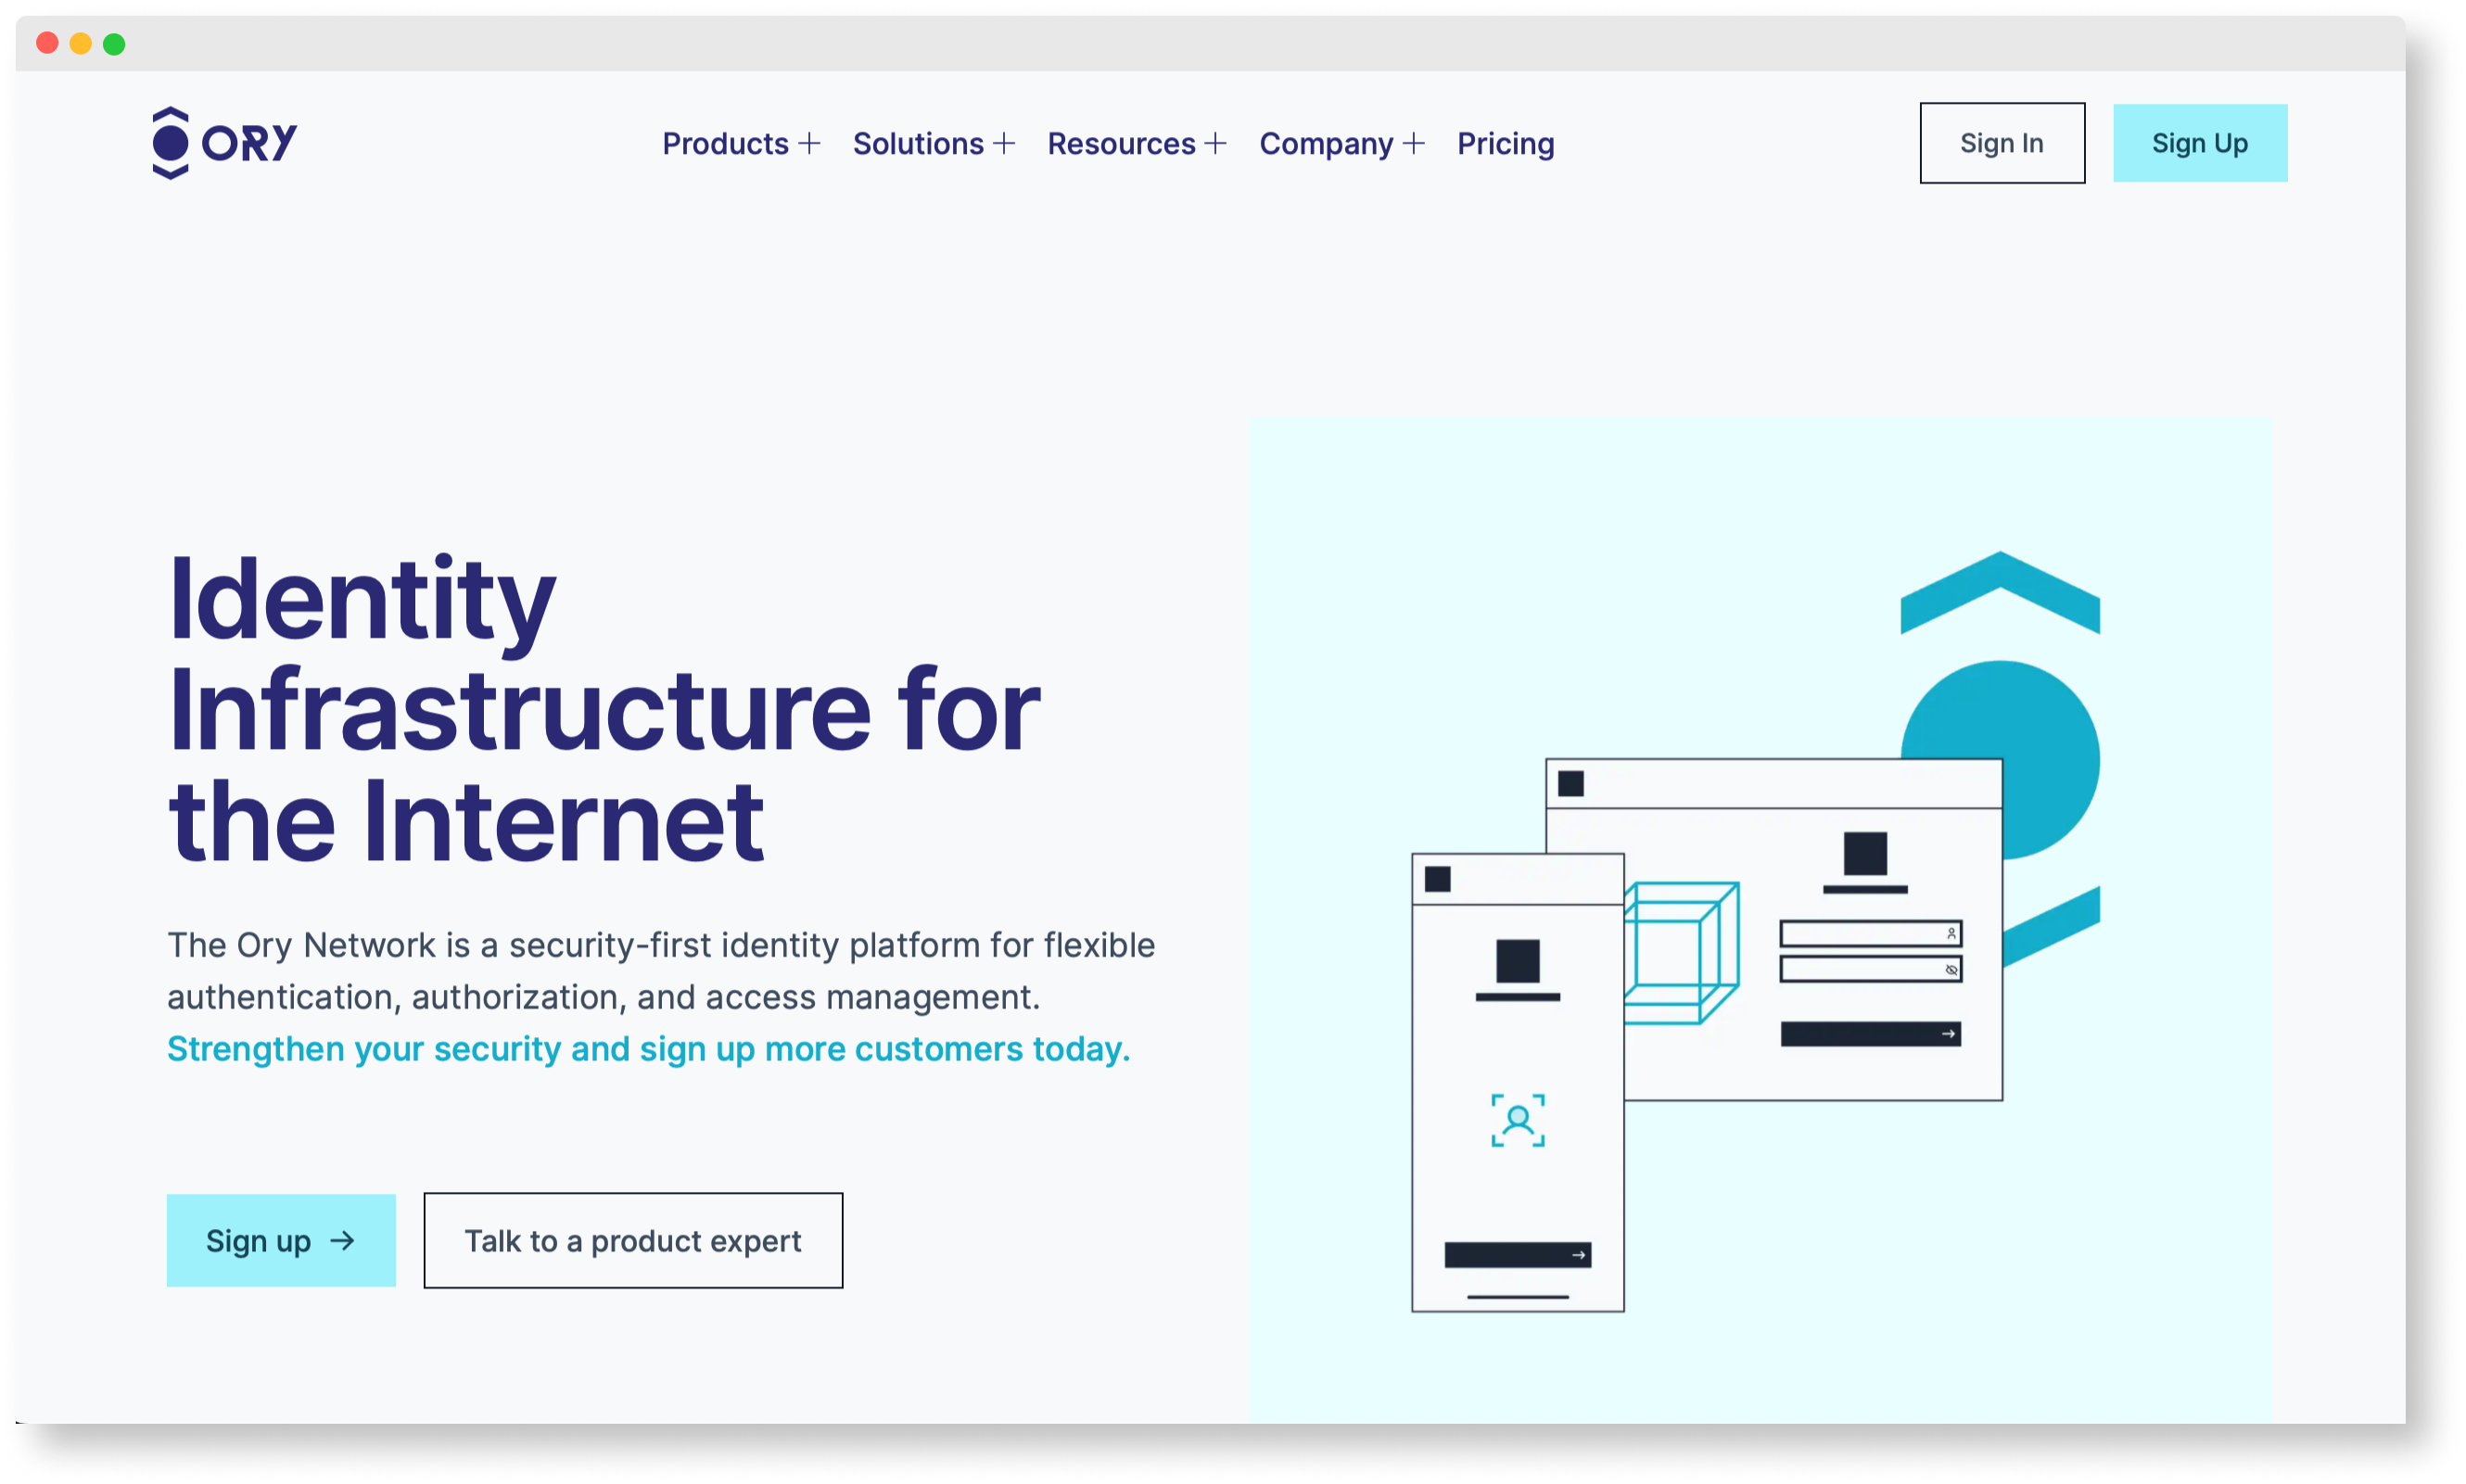 ORY
Products + Solutions + Resources + Company + Pricing
Sign In
Sign Up
Identity
Infrastructure for
the Internet
The Ory Network is a security-first identity platform for flexible
authentication, authorization, and access management.
Strengthen your security and sign up more customers today.
Sign up →
Talk to a product expert